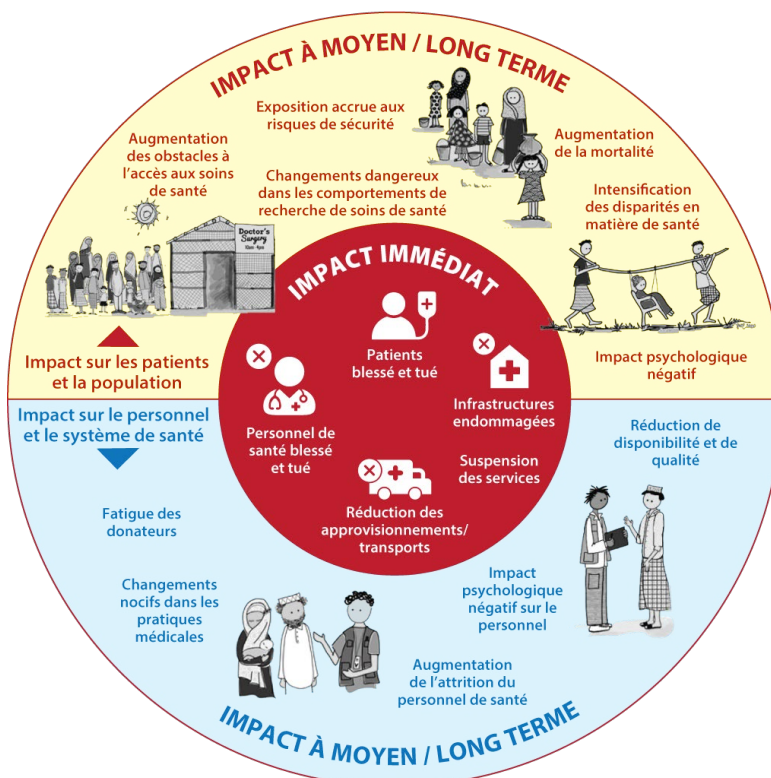 IMPACT À MOYEN / LONG TERME
Exposition accrue aux
risques de sécurité
Augmentation
des obstacles à
l'accès aux soins
de santé
Changements dangereux
dans les comportements de
recherche de soins de santé
Augmentation
de la mortalité
Intensification
des disparités en
matière de santé
Doctor's
Surgery
10am - 4pm
Impact psychologique
négatif
Impact sur les patients
et la population
IMPACT IMMÉDIAT
Patients
blessé et tué
Personnel de
santé blessé
et tué
Infrastructures
endommagées
Suspension
des services
Réduction des
approvisionnements/
transports
Impact sur le personnel
et le système de santé
Réduction de
disponibilité et de
qualité
Fatigue des
donateurs
Changements
nocifs dans les
pratiques
médicales
Impact
psychologique
négatif sur le
personnel
Augmentation
de l'attrition du
personnel de santé
IMPACT À MOYEN / LONG TERME